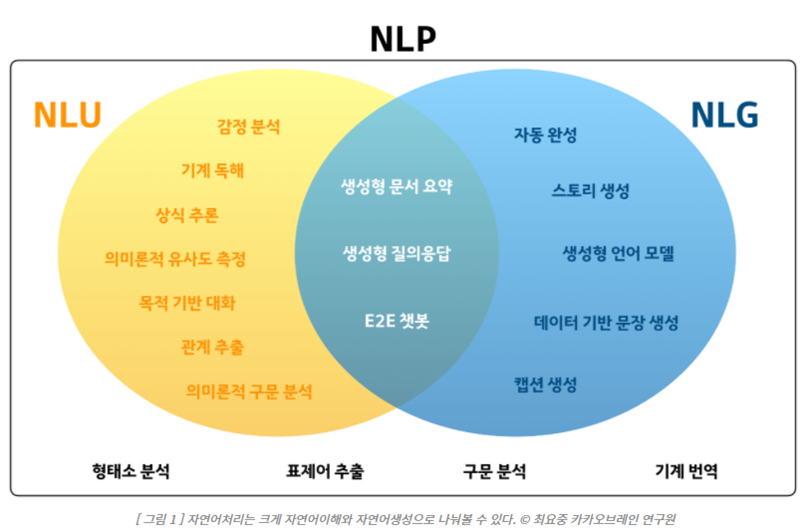 NLP
NLU
감정 분석
기계 독해
상식 추론
의미론적 유사도 측정
목적 기반 대화
관계 추출
의미론적 구문 분석
생성형 문서 요약
생성형 질의응답
E2E 챗봇
NLG
자동 완성
스토리 생성
생성형 언어 모델
데이터 기반 문장 생성
캡션 생성
형태소 분석 표제어 추출 구문 분석 기계 번역
[ 그림 1 ] 자연어처리는 크게 자연어이해와 자연어생성으로 나눠볼 수 있다. © 최요중 카카오브레인 연구원